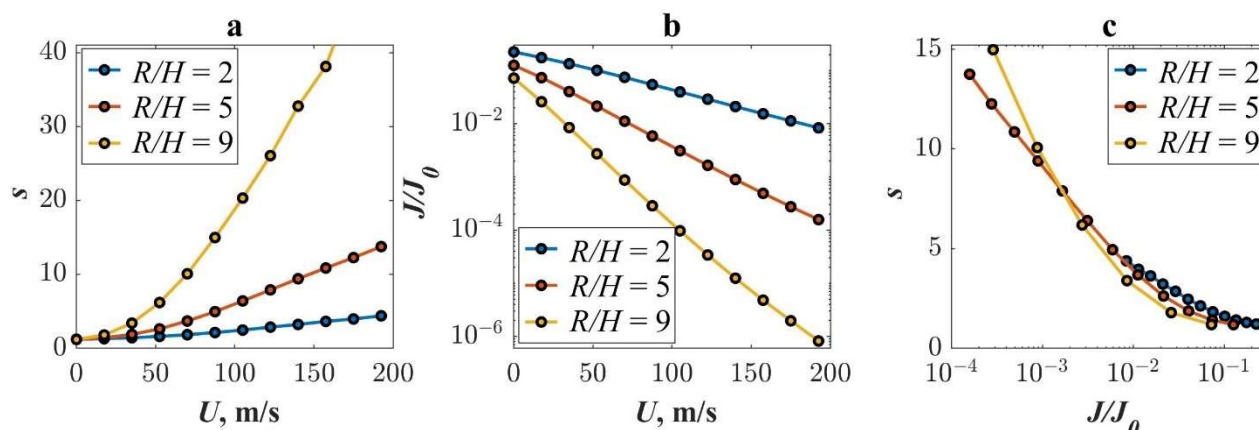 a
40
30
20
10
0
s
R/H = 2
R/H = 5
R/H = 9
0 50 100 150 200
U, m/s
b
10⁻²
10⁻⁴
10⁻⁶
J/J₀
R/H = 2
R/H = 5
R/H = 9
0 50 100 150 200
U, m/s
c
15
10
5
0
s
R/H = 2
R/H = 5
R/H = 9
10⁻⁴ 10⁻³ 10⁻² 10⁻¹
J/J₀